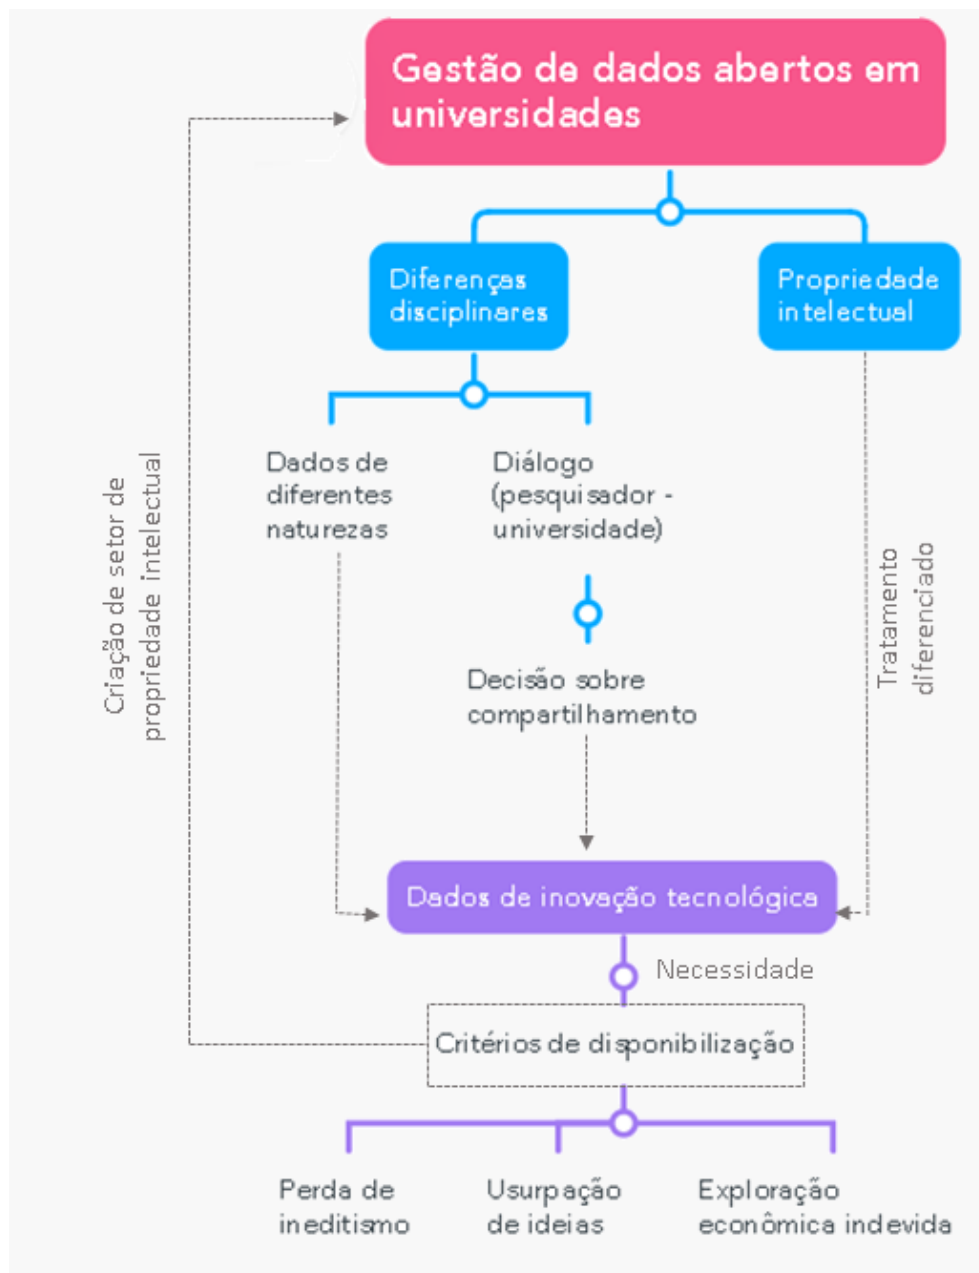 Gestão de dados abertos em
universidades
Diferenças
disciplinares
Propriedade
intelectual
Dados de
diferentes
naturezas
Diálogo
(pesquisador -
universidade)
Criação de setor de
propriedade intelectual
Tratamento
diferenciado
Decisão sobre
compartilhamento
Dados de inovação tecnológica
Necessidade
Critérios de disponibilização
Perda de
ineditismo
Usurpação
de ideias
Exploração
econômica indevida